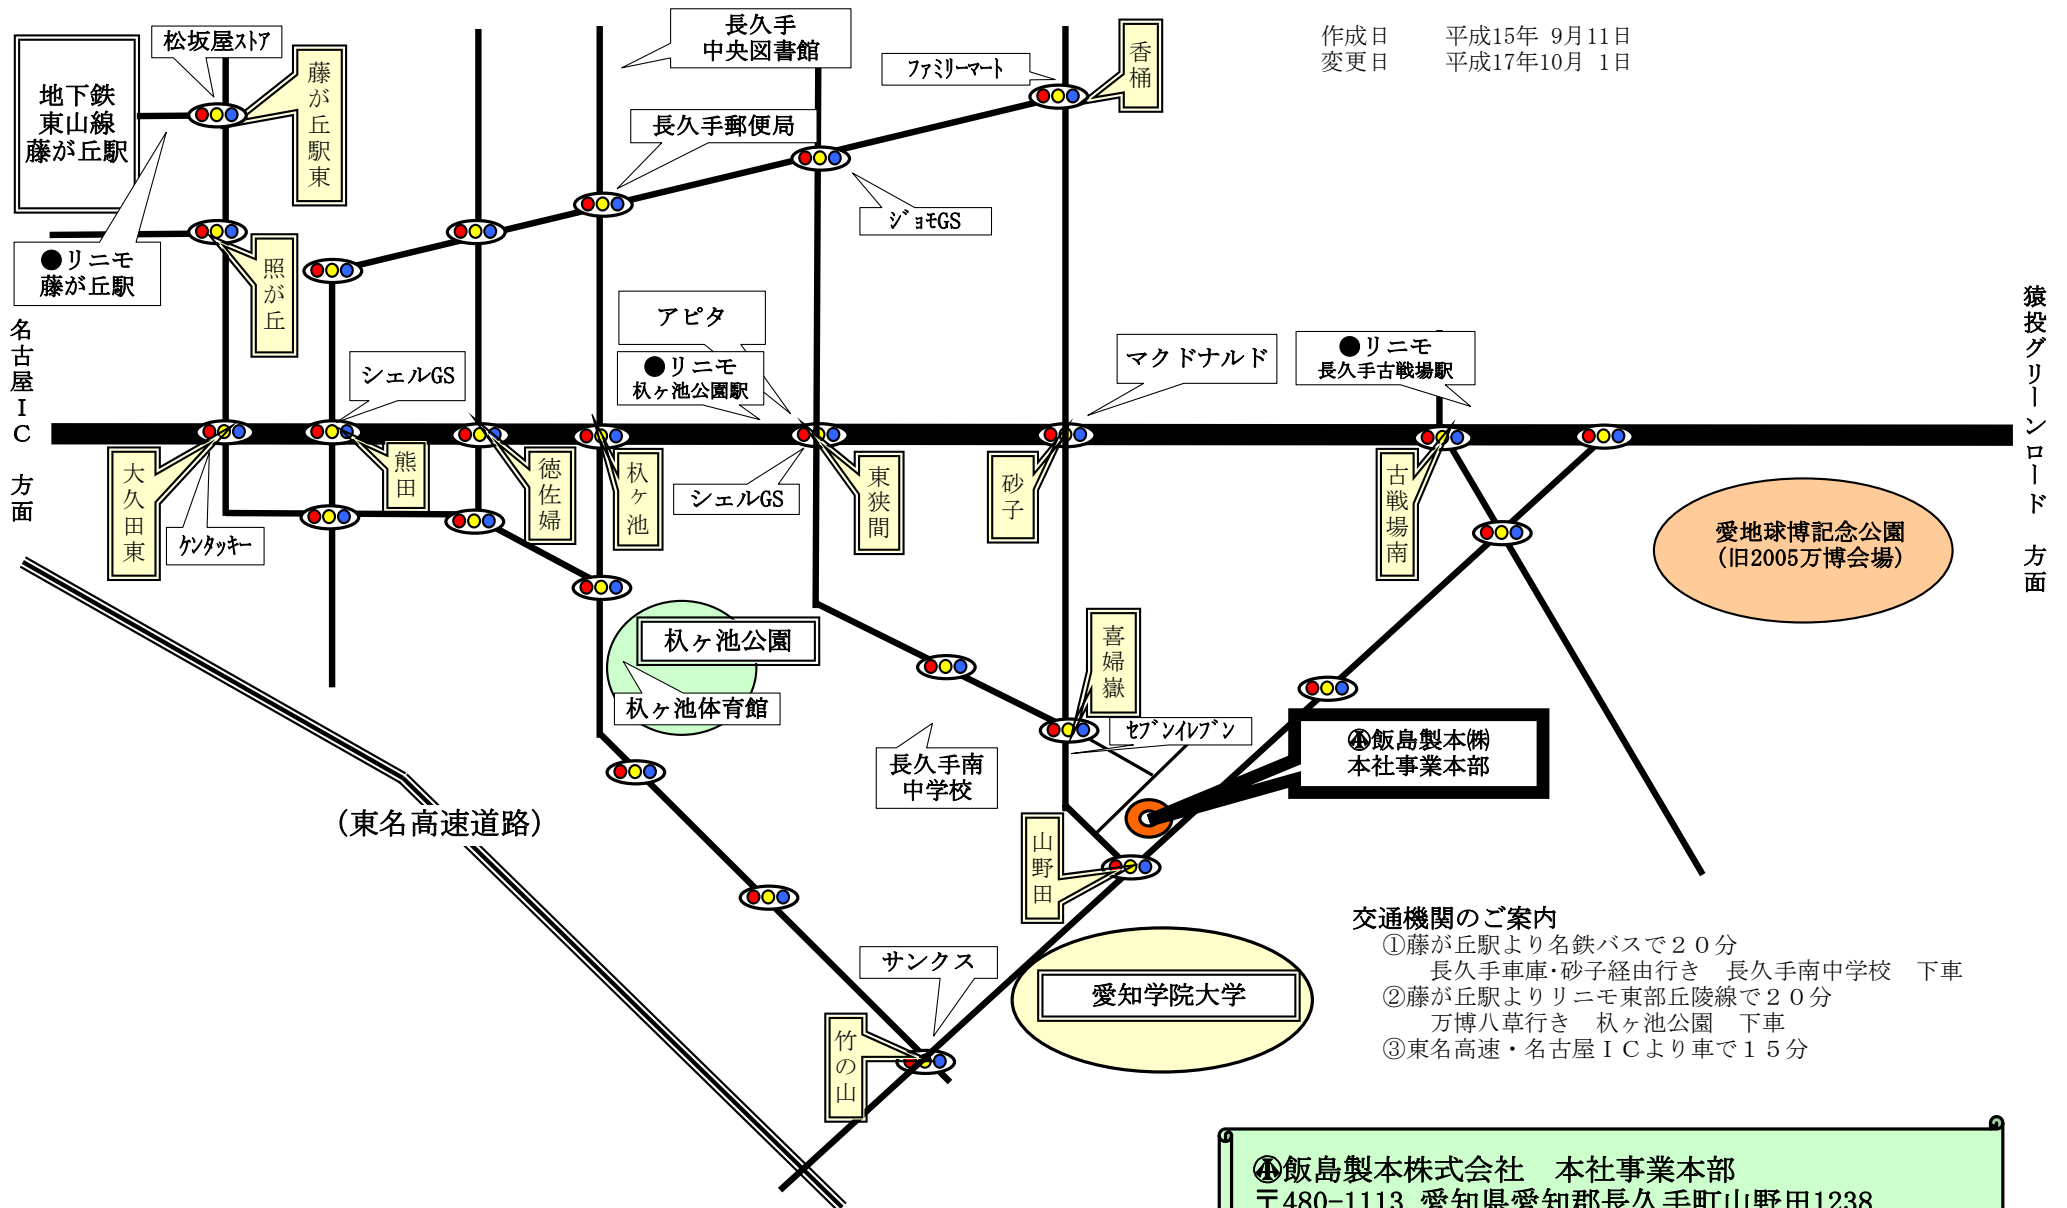 作成日 平成15年 9月11日
変更日 平成17年10月 1日
松坂屋ｽﾄｱ
長久手
中央図書館
ﾌｧﾐﾘｰﾏｰﾄ
香桶
地下鉄
東山線
藤が丘駅
藤が丘駅東
長久手郵便局
ｼﾞｮﾓGS
●リニモ
藤が丘駅
照が丘
名古屋ＩＣ 方面
猿投グリーンロード 方面
アピタ
●リニモ
杁ヶ池公園駅
シェルGS
マクドナルド
●リニモ
長久手古戦場駅
大久田東
ｹﾝﾀｯｷｰ
熊田
徳佐婦
杁ヶ池
シェルGS
東狭間
砂子
古戦場南
愛地球博記念公園
(旧2005万博会場)
杁ヶ池公園
杁ヶ池体育館
喜婦嶽
ｾﾌﾞﾝｲﾚﾌﾞﾝ
長久手南
中学校
飯島製本㈱
本社事業本部
(東名高速道路)
山野田
サンクス
愛知学院大学
竹の山
交通機関のご案内
①藤が丘駅より名鉄バスで２０分
長久手車庫･砂子経由行き 長久手南中学校 下車
②藤が丘駅よりリニモ東部丘陵線で２０分
万博八草行き 杁ヶ池公園 下車
③東名高速・名古屋ＩＣより車で１５分
飯島製本株式会社 本社事業本部
〒480-1113 愛知県愛知郡長久手町山野田1238